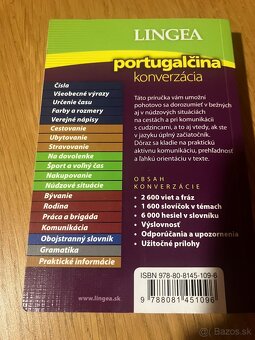 LINGEA
portugalčina
konverzácia
Čísla
Všeobecné výrazy
Určenie času
Farby a rozmery
Verejné nápisy
Cestovanie
Ubytovanie
Stravovanie
Na dovolenke
Šport a voľný čas
Nakupovanie
Núdzové situácie
Bývanie
Rodina
Práca a brigáda
Komunikácia
Obojstranný slovník
Gramatika
Praktické informácie
Táto príručka vám umožní
pohotovo sa dorozumieť v bežných
aj v núdzových situáciách
na cestách a pri komunikácii
s cudzincami, a to aj vtedy, ak ste
v jazyku úplný začiatočník.
Dôraz sa kladie na praktickú
aktívnu komunikáciu, prehľadnosť
a ľahkú orientáciu v texte.
OBSAH
KONVERZÁCIE
• 2 600 viet a fráz
• 1 600 slovíčok v témach
• 6 000 hesiel v slovníku
• Výslovnosť
• Odporúčania a upozornenia
• Užitočné prílohy
ISBN 978-80-8145-109-6
9 788081 451096
www.lingea.sk
bazos.sk